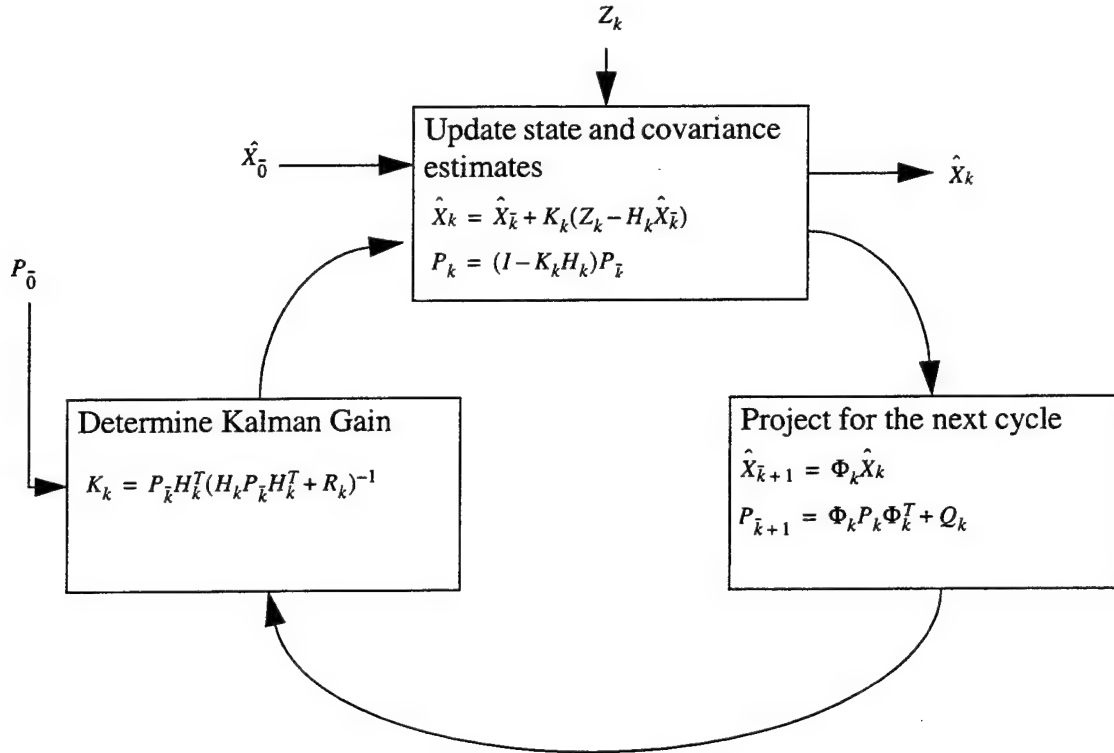 Z_k
Update state and covariance
estimates
X̂_0̄
X̂_k
X̂_k = X̂_k̄ + K_k(Z_k – H_k X̂_k̄)
P_k = (I – K_k H_k)P_k̄
P_0̄
Determine Kalman Gain
K_k = P_k̄ H_k^T (H_k P_k̄ H_k^T + R_k)^–1
Project for the next cycle
X̂_k̄+1 = Φ_k X̂_k
P_k̄+1 = Φ_k P_k Φ_k^T + Q_k